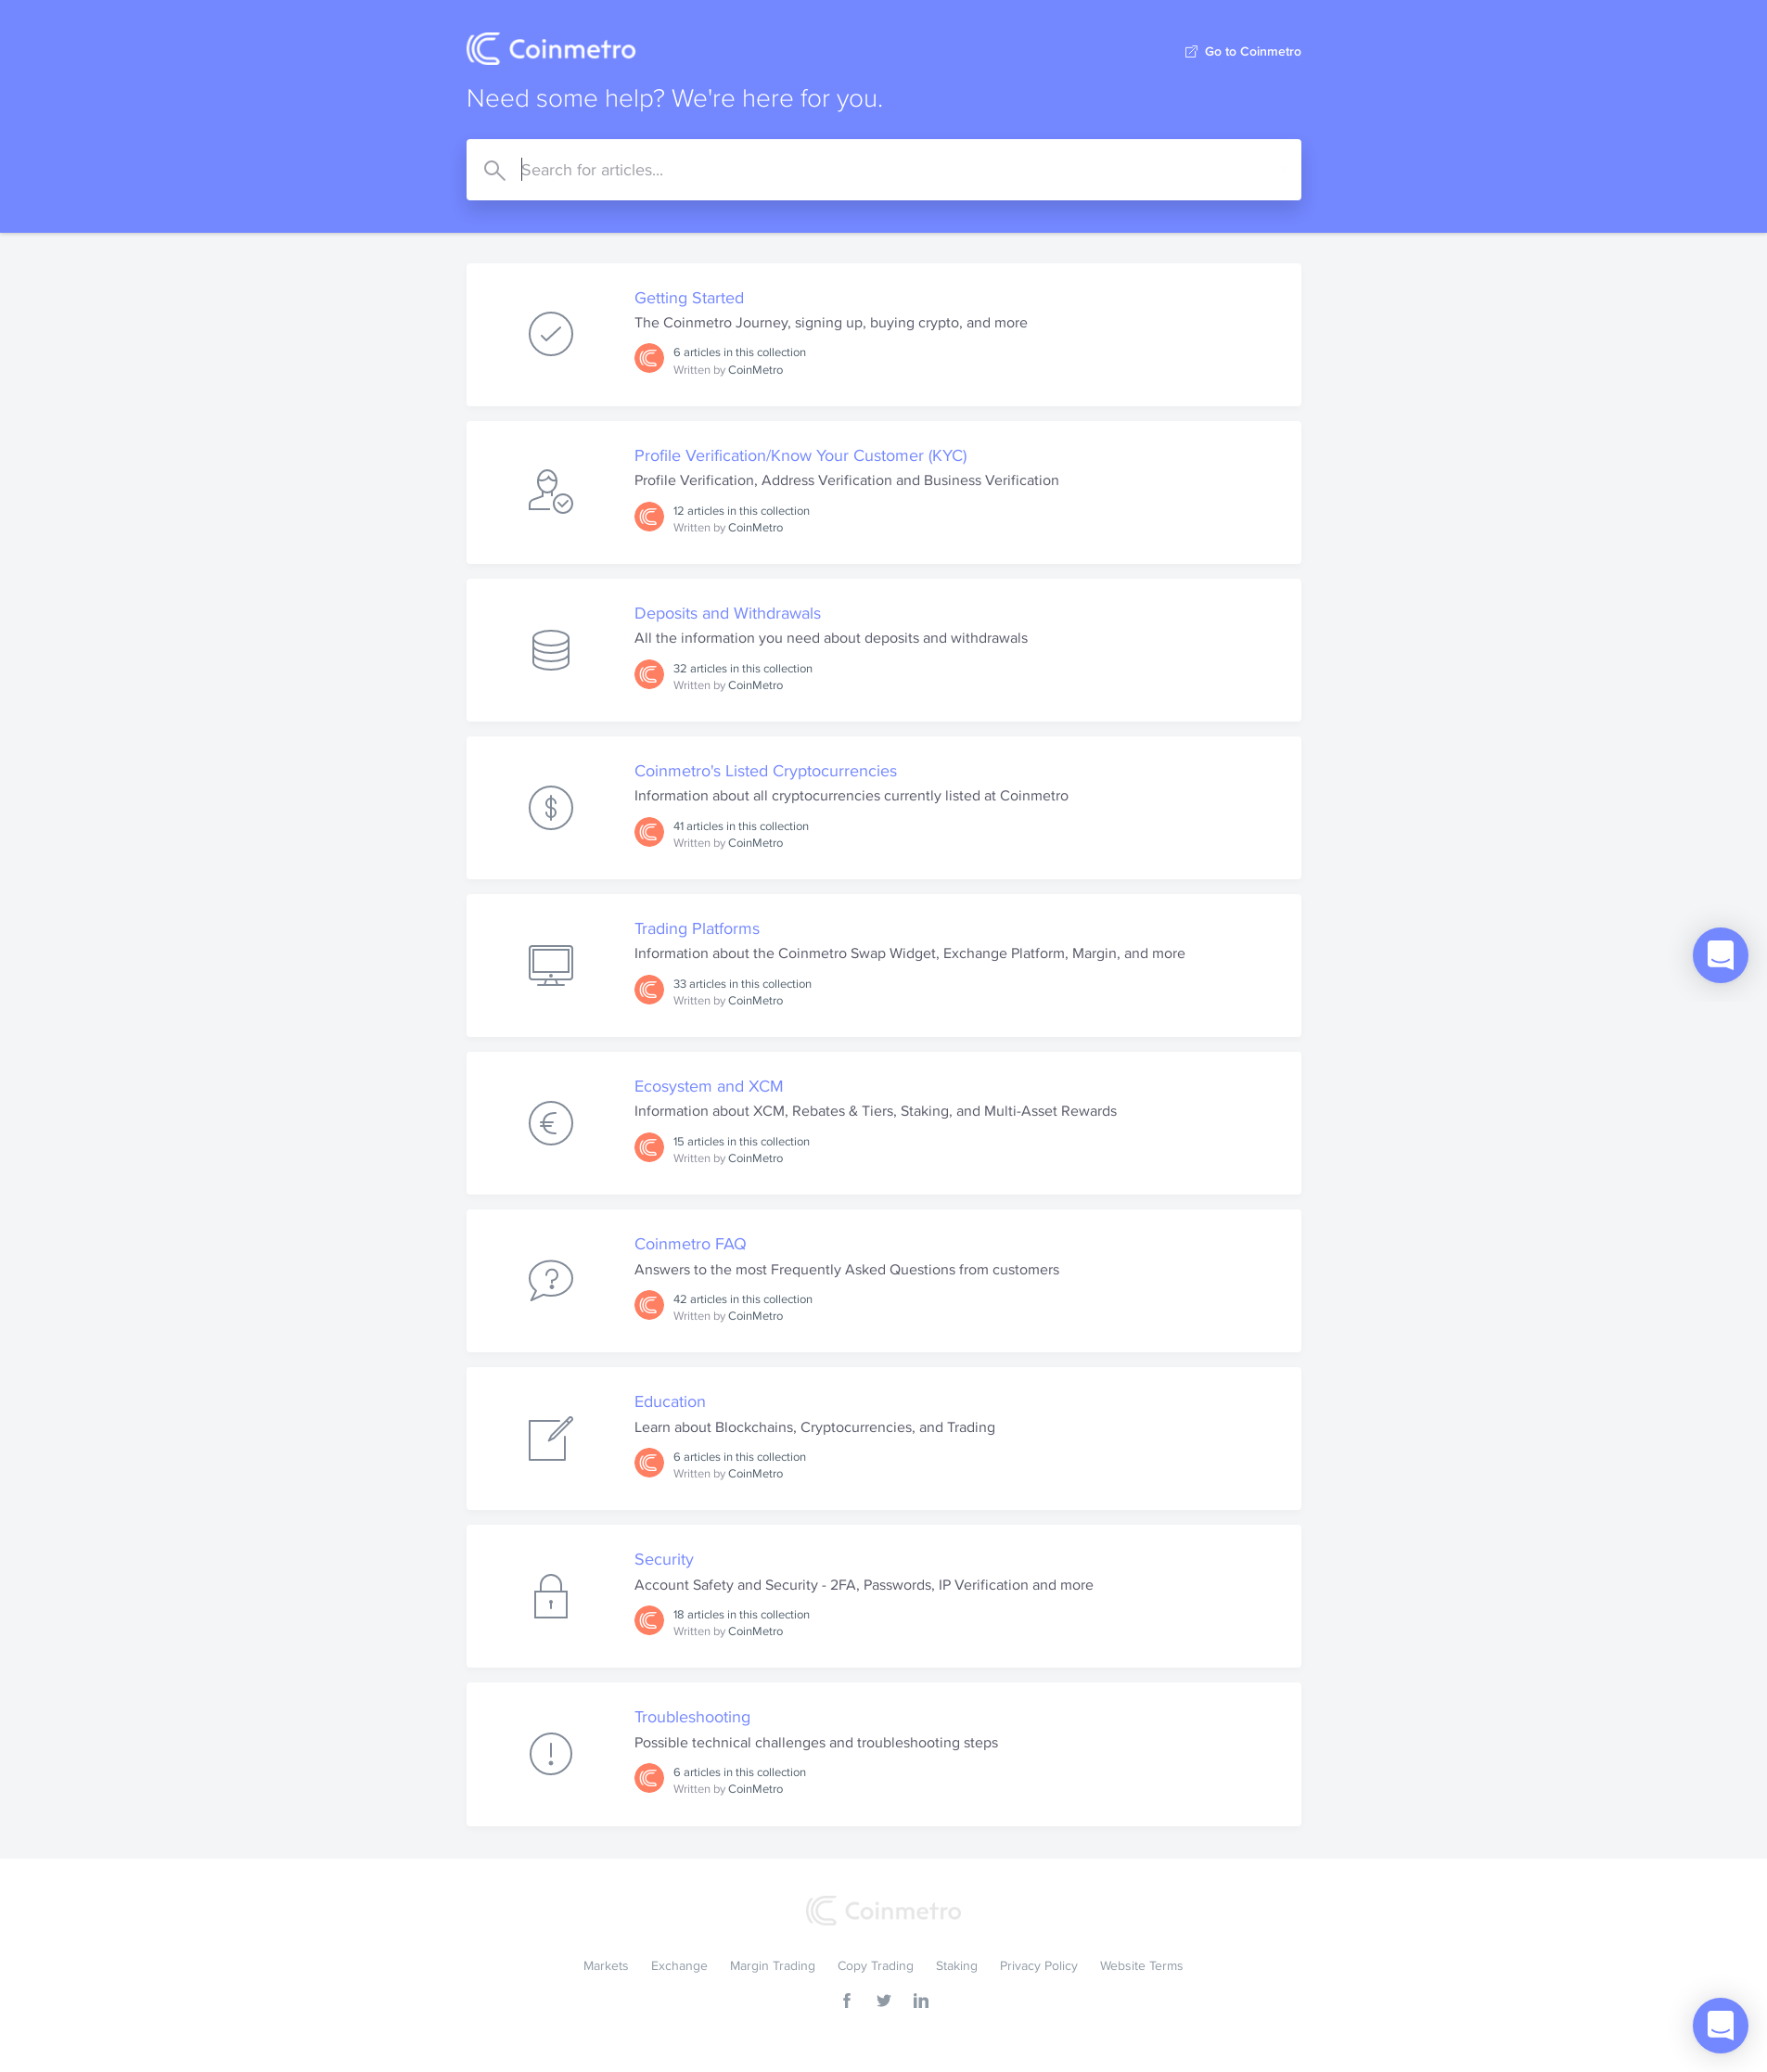 Coinmetro
Go to Coinmetro
Need some help? We're here for you.
Search for articles...
Getting Started
The Coinmetro Journey, signing up, buying crypto, and more
6 articles in this collection
Written by CoinMetro
Profile Verification/Know Your Customer (KYC)
Profile Verification, Address Verification and Business Verification
12 articles in this collection
Written by CoinMetro
Deposits and Withdrawals
All the information you need about deposits and withdrawals
32 articles in this collection
Written by CoinMetro
Coinmetro's Listed Cryptocurrencies
Information about all cryptocurrencies currently listed at Coinmetro
41 articles in this collection
Written by CoinMetro
Trading Platforms
Information about the Coinmetro Swap Widget, Exchange Platform, Margin, and more
33 articles in this collection
Written by CoinMetro
Ecosystem and XCM
Information about XCM, Rebates & Tiers, Staking, and Multi-Asset Rewards
15 articles in this collection
Written by CoinMetro
Coinmetro FAQ
Answers to the most Frequently Asked Questions from customers
42 articles in this collection
Written by CoinMetro
Education
Learn about Blockchains, Cryptocurrencies, and Trading
6 articles in this collection
Written by CoinMetro
Security
Account Safety and Security - 2FA, Passwords, IP Verification and more
18 articles in this collection
Written by CoinMetro
Troubleshooting
Possible technical challenges and troubleshooting steps
6 articles in this collection
Written by CoinMetro
Coinmetro
Markets Exchange Margin Trading Copy Trading Staking Privacy Policy Website Terms